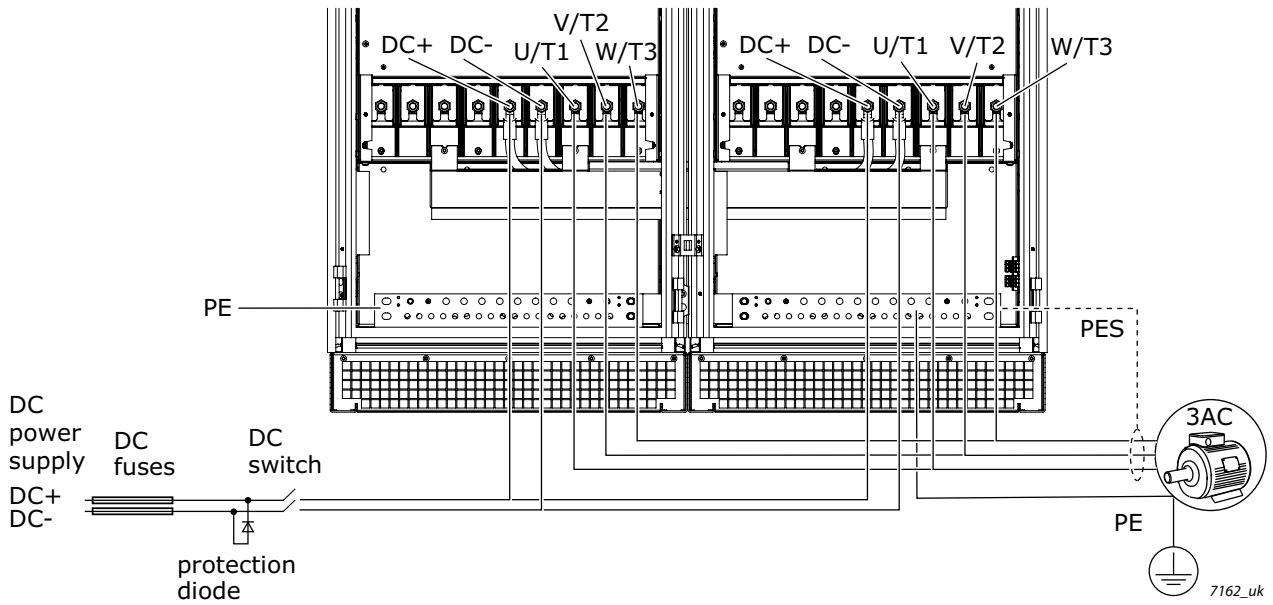 V/T2
DC+ DC- U/T1 W/T3
DC+ DC- U/T1 V/T2 W/T3
PE
PES
DC
power
supply
DC
fuses
DC
switch
3AC
DC+
DC-
PE
protection
diode
7162_uk